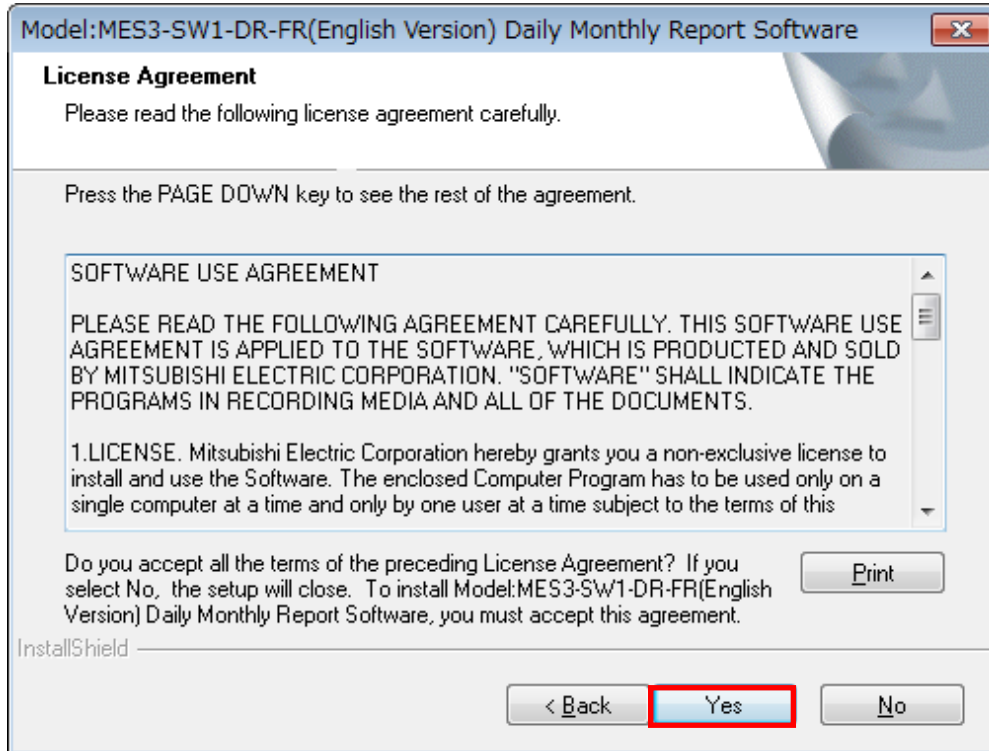 Model:MES3-SW1-DR-FR(English Version) Daily Monthly Report Software
License Agreement
Please read the following license agreement carefully.
Press the PAGE DOWN key to see the rest of the agreement.
SOFTWARE USE AGREEMENT
PLEASE READ THE FOLLOWING AGREEMENT CAREFULLY. THIS SOFTWARE USE
AGREEMENT IS APPLIED TO THE SOFTWARE, WHICH IS PRODUCTED AND SOLD
BY MITSUBISHI ELECTRIC CORPORATION. "SOFTWARE" SHALL INDICATE THE
PROGRAMS IN RECORDING MEDIA AND ALL OF THE DOCUMENTS.
1.LICENSE. Mitsubishi Electric Corporation hereby grants you a non-exclusive license to
install and use the Software. The enclosed Computer Program has to be used only on a
single computer at a time and only by one user at a time subject to the terms of this
Do you accept all the terms of the preceding License Agreement? If you
select No, the setup will close. To install Model:MES3-SW1-DR-FR(English
Version) Daily Monthly Report Software, you must accept this agreement.
Print
InstallShield
< Back
Yes
No